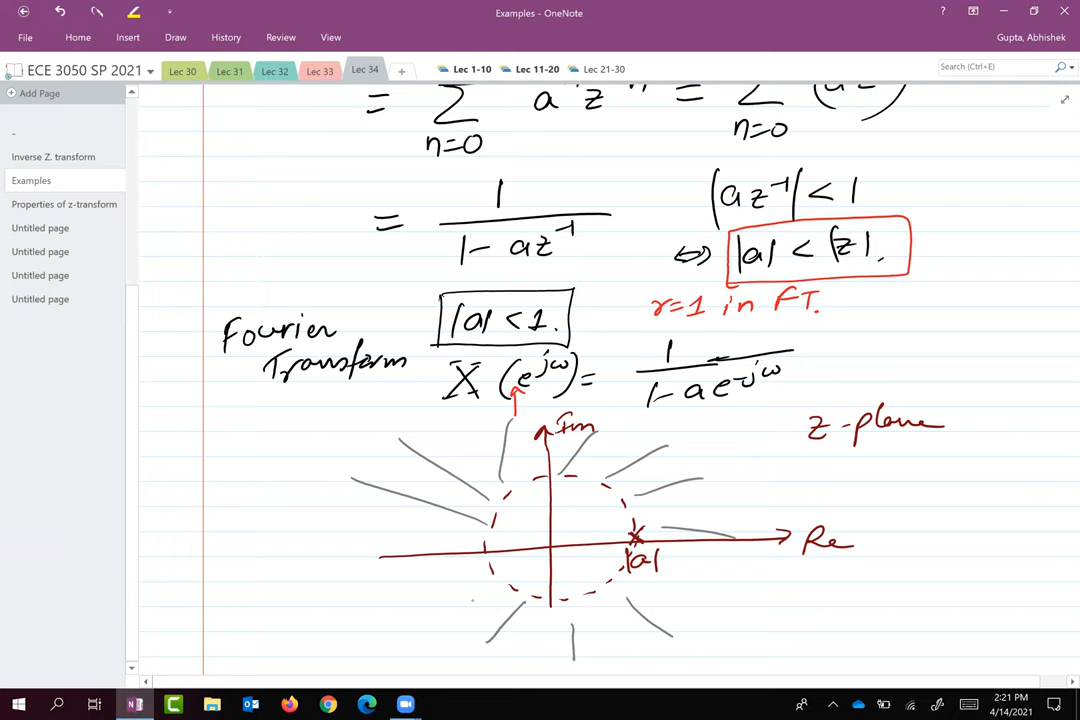 Examples - OneNote
Gupta, Abhishek
File Home Insert Draw History Review View Help
ECE 3050 SP 2021 Lec 30 Lec 31 Lec 32 Lec 33 Lec 34 + Lec 1-10 Lec 11-20 Lec 21-30 Search (Ctrl+E)
Add Page
-
Inverse Z. transform
Examples
Properties of z-transform
Untitled page
Untitled page
Untitled page
Untitled page
= Σ n=0 a z = Σ n=0
= 1 / (1 - az⁻¹) |az⁻¹| < 1
⇔ |a| < |z|.
r=1 in FT.
Fourier Transform |a| < 1.
X(e^{jω}) = 1 / (1 - ae^{-jω})
z-plane
Im
Re
|a|
2:21 PM
4/14/2021